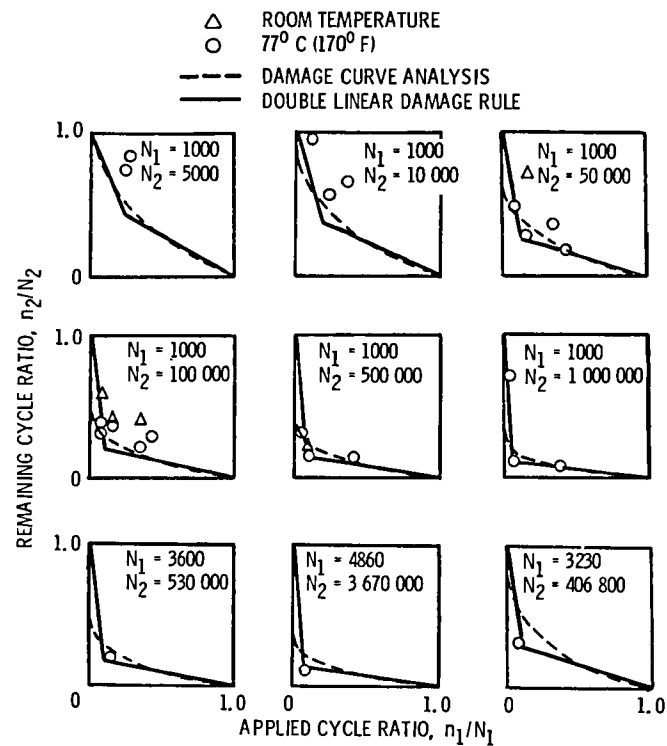 ROOM TEMPERATURE
77° C (170° F)
DAMAGE CURVE ANALYSIS
DOUBLE LINEAR DAMAGE RULE
REMAINING CYCLE RATIO, n2/N2
1.0
N1 = 1000
N2 = 5000
0
N1 = 1000
N2 = 10 000
N1 = 1000
N2 = 50 000
1.0
N1 = 1000
N2 = 100 000
0
N1 = 1000
N2 = 500 000
N1 = 1000
N2 = 1 000 000
1.0
N1 = 3600
N2 = 530 000
0
N1 = 4860
N2 = 3 670 000
N1 = 3230
N2 = 406 800
0 1.0 0 1.0 0 1.0
APPLIED CYCLE RATIO, n1/N1